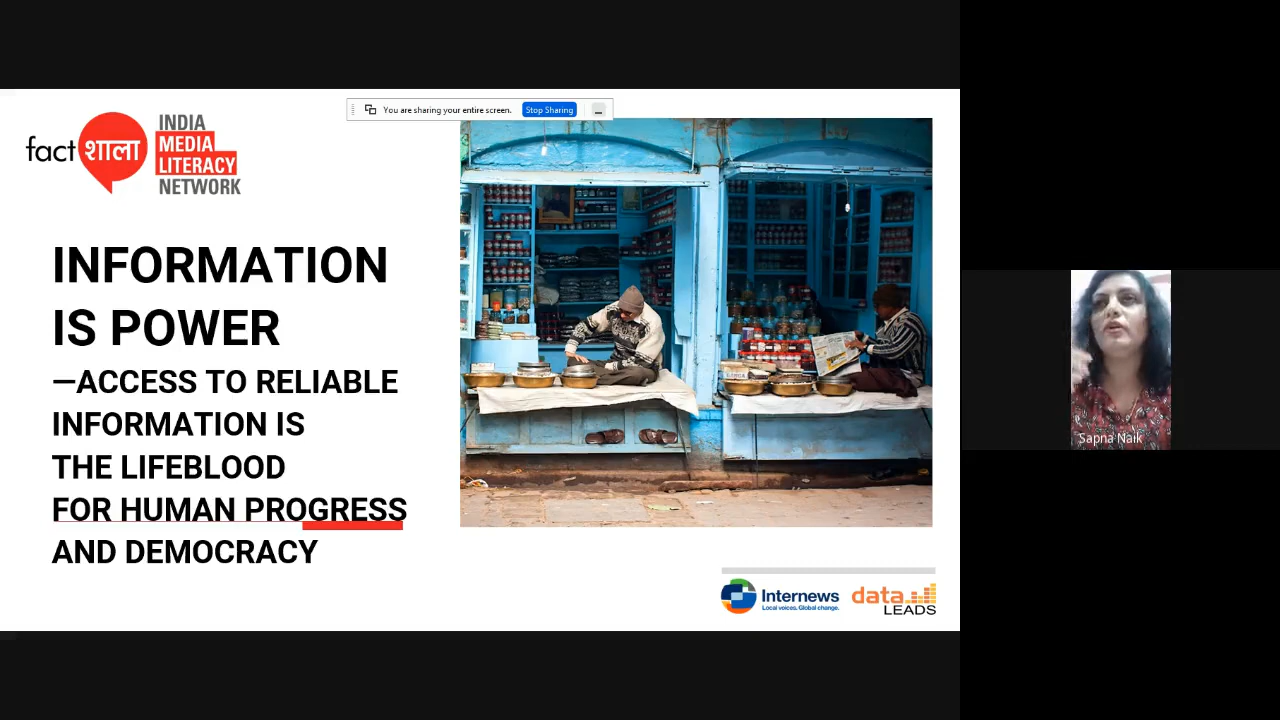 You are sharing your entire screen.
Stop Sharing
factशाला
INDIA
MEDIA
LITERACY
NETWORK
INFORMATION
IS POWER
—ACCESS TO RELIABLE
INFORMATION IS
THE LIFEBLOOD
FOR HUMAN PROGRESS
AND DEMOCRACY
Internews
Local voices. Global change.
data
LEADS
Sapna Naik